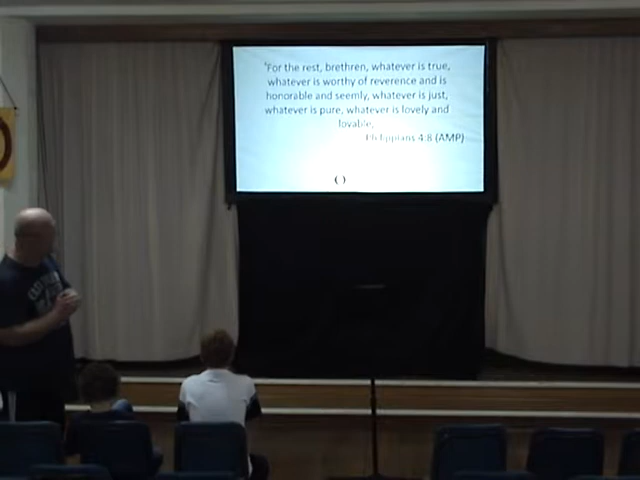 "For the rest, brethren, whatever is true,
whatever is worthy of reverence and is
honorable and seemly, whatever is just,
whatever is pure, whatever is lovely and
lovable,
Philippians 4:8 (AMP)
( )